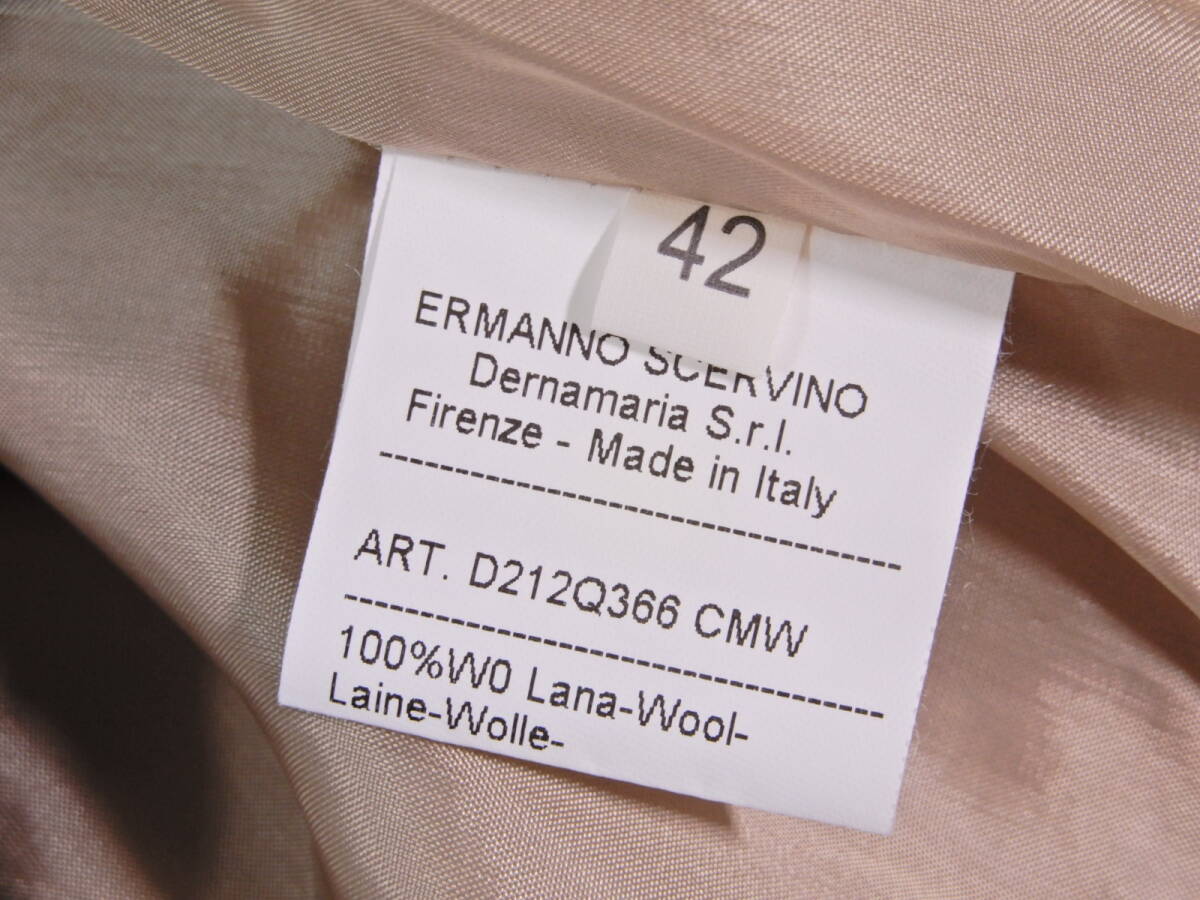 42
ERMANNO SCERVINO
Dernamaria S.r.l.
Firenze - Made in Italy
ART. D212Q366 CMW
100%W0 Lana-Wool-
Laine-Wolle-